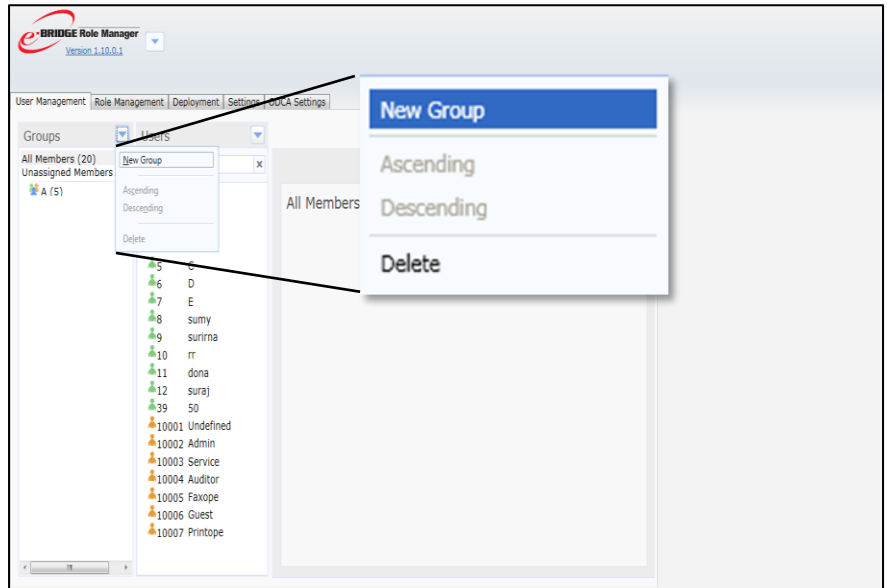 e-BRIDGE Role Manager
Version 1.10.0.1
User Management Role Management Deployment Settings ODCA Settings
Groups
All Members (20)
Unassigned Members
A (5)
New Group
Ascending
Descending
Delete
Users
x
5 C
6 D
7 E
8 sumy
9 surirna
10 rr
11 dona
12 suraj
39 50
10001 Undefined
10002 Admin
10003 Service
10004 Auditor
10005 Faxope
10006 Guest
10007 Printope
All Members
New Group
Ascending
Descending
Delete